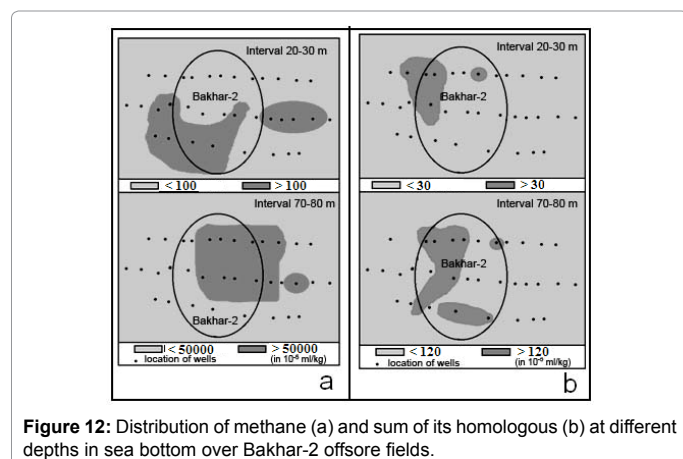 Interval 20-30 m
Bakhar-2
< 100 > 100
Interval 70-80 m
Bakhar-2
< 50000 > 50000
location of wells (in 10⁻⁶ ml/kg)
a
Interval 20-30 m
Bakhar-2
< 30 > 30
Interval 70-80 m
Bakhar-2
< 120 > 120
location of wells (in 10⁻⁶ ml/kg)
b
Figure 12: Distribution of methane (a) and sum of its homologous (b) at different
depths in sea bottom over Bakhar-2 offsore fields.